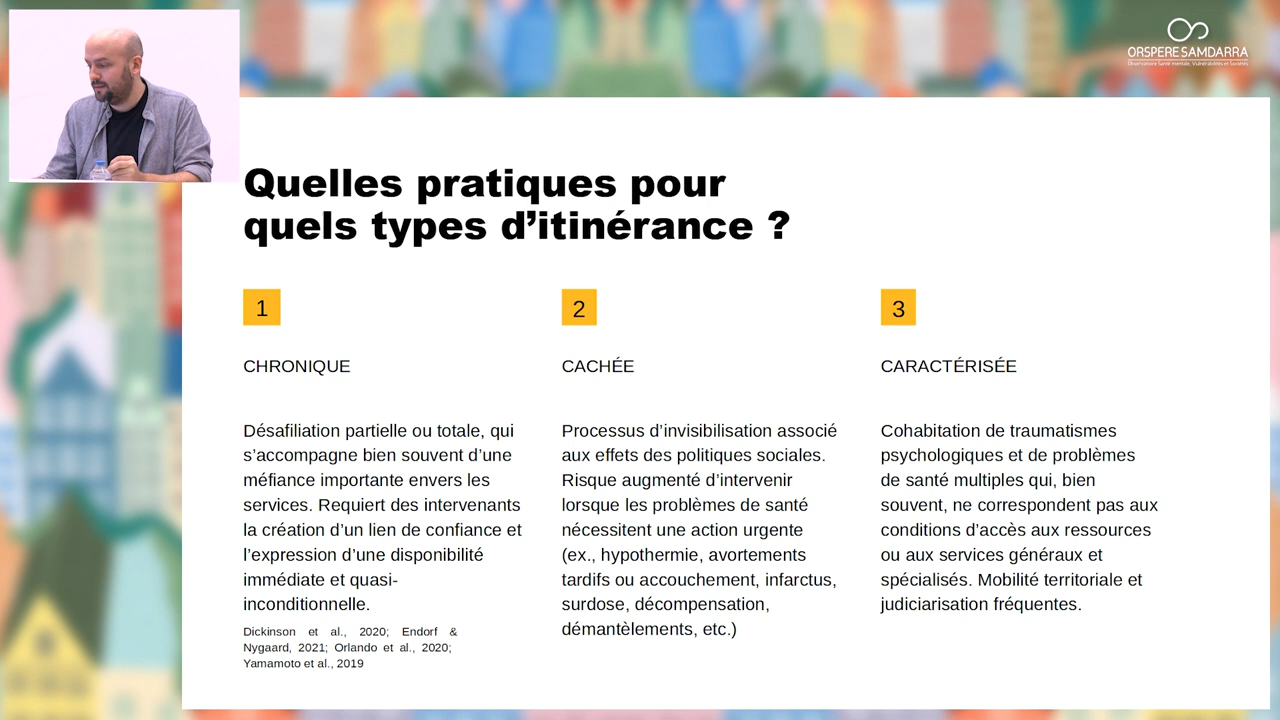 ORSPERE SAMDARRA
Observatoire Santé mentale, Vulnérabilités et Sociétés
Quelles pratiques pour
quels types d’itinérance ?
1
CHRONIQUE
Désafiliation partielle ou totale, qui
s’accompagne bien souvent d’une
méfiance importante envers les
services. Requiert des intervenants
la création d’un lien de confiance et
l’expression d’une disponibilité
immédiate et quasi-
inconditionnelle.
Dickinson et al., 2020; Endorf &
Nygaard, 2021; Orlando et al., 2020;
Yamamoto et al., 2019
2
CACHÉE
Processus d’invisibilisation associé
aux effets des politiques sociales.
Risque augmenté d’intervenir
lorsque les problèmes de santé
nécessitent une action urgente
(ex., hypothermie, avortements
tardifs ou accouchement, infarctus,
surdose, décompensation,
démantèlements, etc.)
3
CARACTÉRISÉE
Cohabitation de traumatismes
psychologiques et de problèmes
de santé multiples qui, bien
souvent, ne correspondent pas aux
conditions d’accès aux ressources
ou aux services généraux et
spécialisés. Mobilité territoriale et
judiciarisation fréquentes.